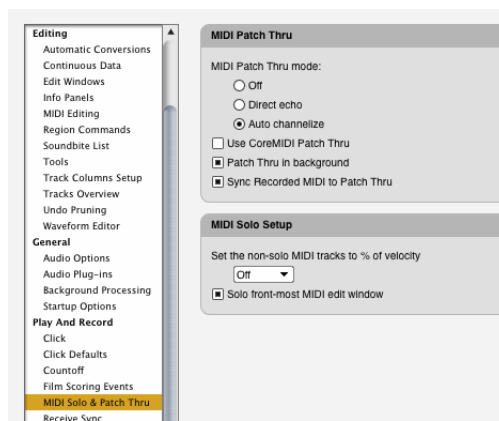 Editing
Automatic Conversions
Continuous Data
Edit Windows
Info Panels
MIDI Editing
Region Commands
Soundbite List
Tools
Track Columns Setup
Tracks Overview
Undo Pruning
Waveform Editor
General
Audio Options
Audio Plug-ins
Background Processing
Startup Options
Play And Record
Click
Click Defaults
Countoff
Film Scoring Events
MIDI Solo & Patch Thru
Receive Sync
MIDI Patch Thru
MIDI Patch Thru mode:
Off
Direct echo
Auto channelize
Use CoreMIDI Patch Thru
Patch Thru in background
Sync Recorded MIDI to Patch Thru
MIDI Solo Setup
Set the non-solo MIDI tracks to % of velocity
Off
Solo front-most MIDI edit window